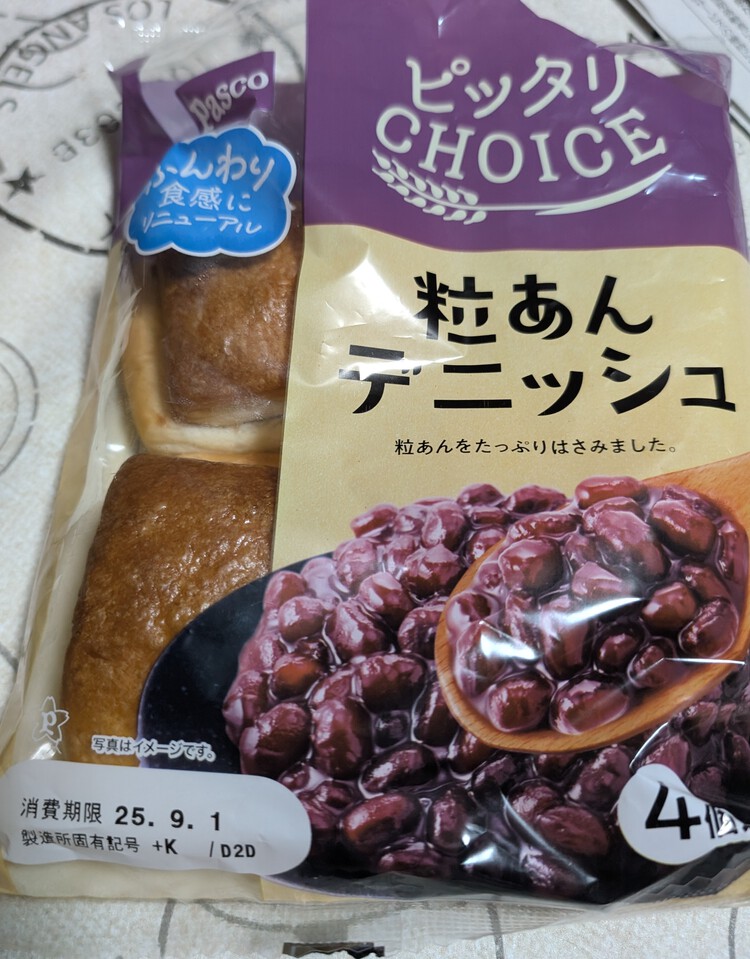 Pasco
ふんわり
食感に
リニューアル
ピッタリ
CHOICE
粒あん
デニッシュ
粒あんをたっぷりはさみました。
写真はイメージです。
消費期限 25. 9. 1
製造所固有記号 +K /D2D
4個
LOS ANGELES